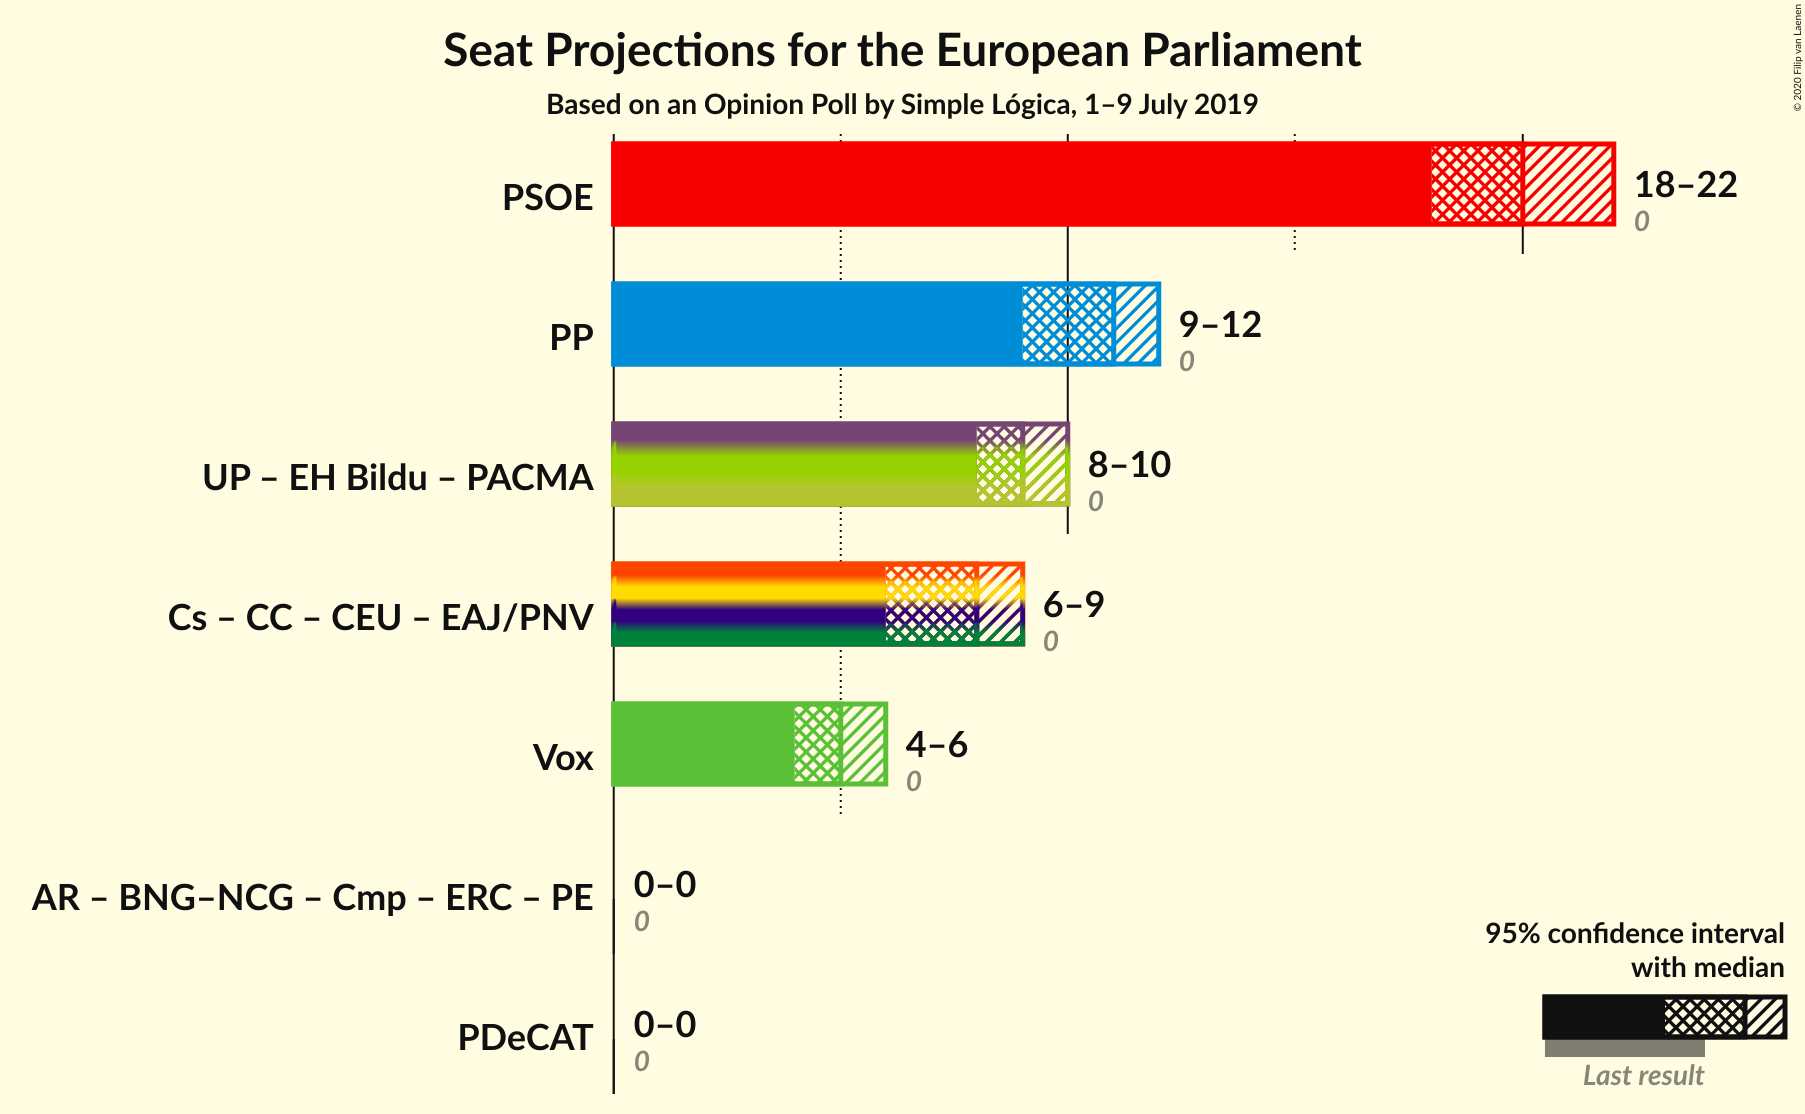 Seat Projections for the European Parliament
Based on an Opinion Poll by Simple Lógica, 1–9 July 2019
© 2020 Filip van Laenen
PSOE
18–22
0
PP
9–12
0
UP – EH Bildu – PACMA
8–10
0
Cs – CC – CEU – EAJ/PNV
6–9
0
Vox
4–6
0
AR – BNG–NCG – Cmp – ERC – PE
0–0
0
PDeCAT
0–0
0
95% confidence interval
with median
Last result